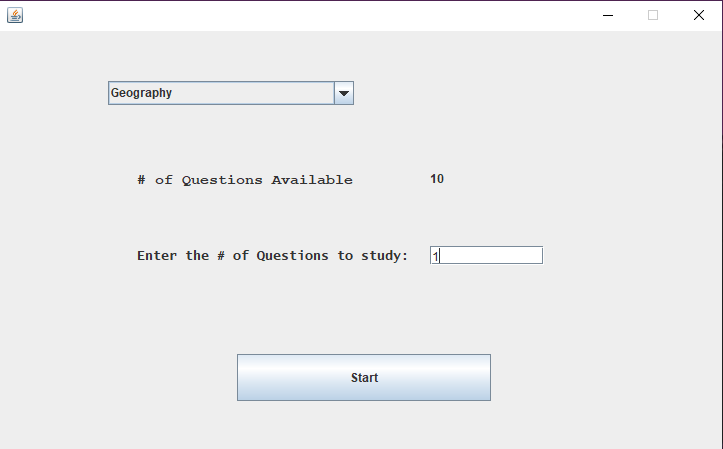 Geography
# of Questions Available 10
Enter the # of Questions to study: 1
Start